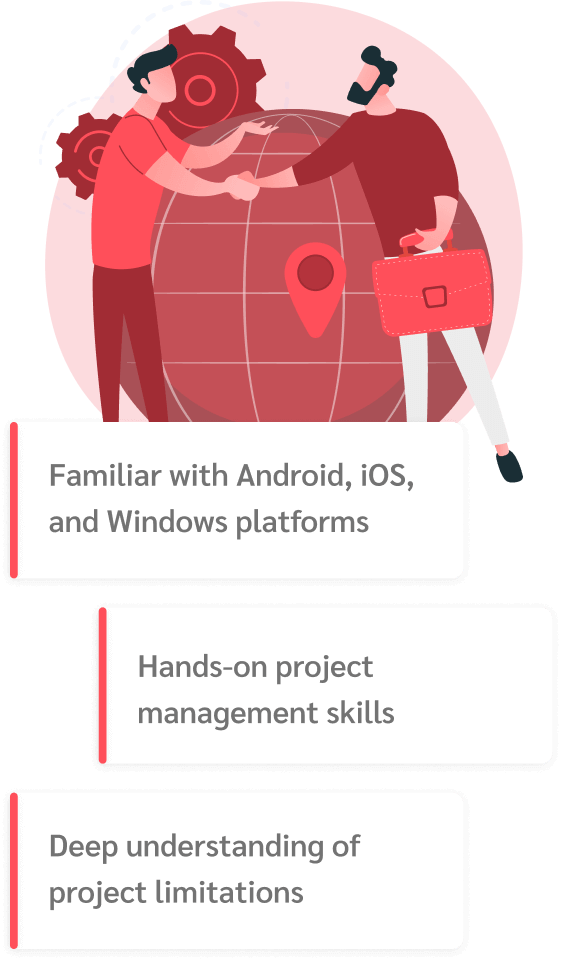 Familiar with Android, iOS,
and Windows platforms
Hands-on project
management skills
Deep understanding of
project limitations